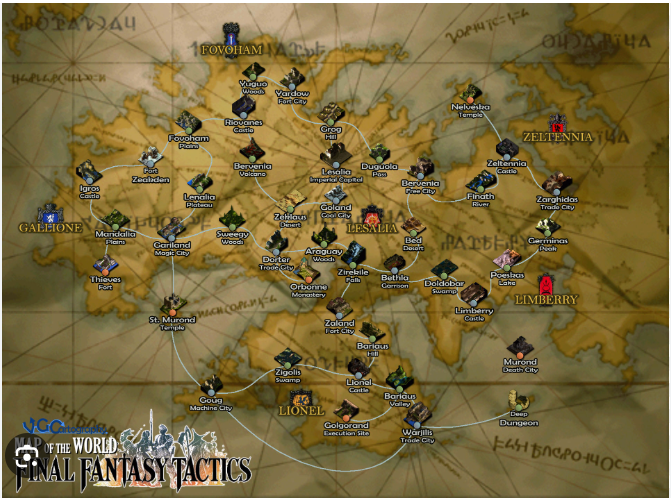 FOVOHAM
Yuguo
Woods
Yardow
Fort City
Nelveska
Temple
Riovanes
Castle
Grog
Hill
ZELTENNIA
Fovoham
Plains
Port
Zeakden
Bervenia
Volcano
Lesalia
Imperial Capital
Duguola
Pass
Zeltennia
Castle
Bervenia
Free City
Igros
Castle
Lenalia
Plateau
Finath
River
Zarghidas
Trade City
Zeklaus
Desert
Goland
Coal City
GALLIONE
LESALIA
Mandalia
Plains
Gariland
Magic City
Sweegy
Woods
Bed
Desert
Germinas
Peak
Dorter
Trade City
Araguay
Woods
Zirekile
Falls
Bethla
Garrison
Doldobar
Swamp
Poeskas
Lake
Thieves
Fort
Orbonne
Monastery
LIMBERRY
Limberry
Castle
St. Murond
Temple
Zaland
Fort City
Bariaus
Hill
Murond
Death City
Zigolis
Swamp
Lionel
Castle
Goug
Machine City
Bariaus
Valley
LIONEL
Golgorand
Execution Site
Warjilis
Trade City
Deep
Dungeon
MAP OF THE WORLD
FINAL FANTASY TACTICS